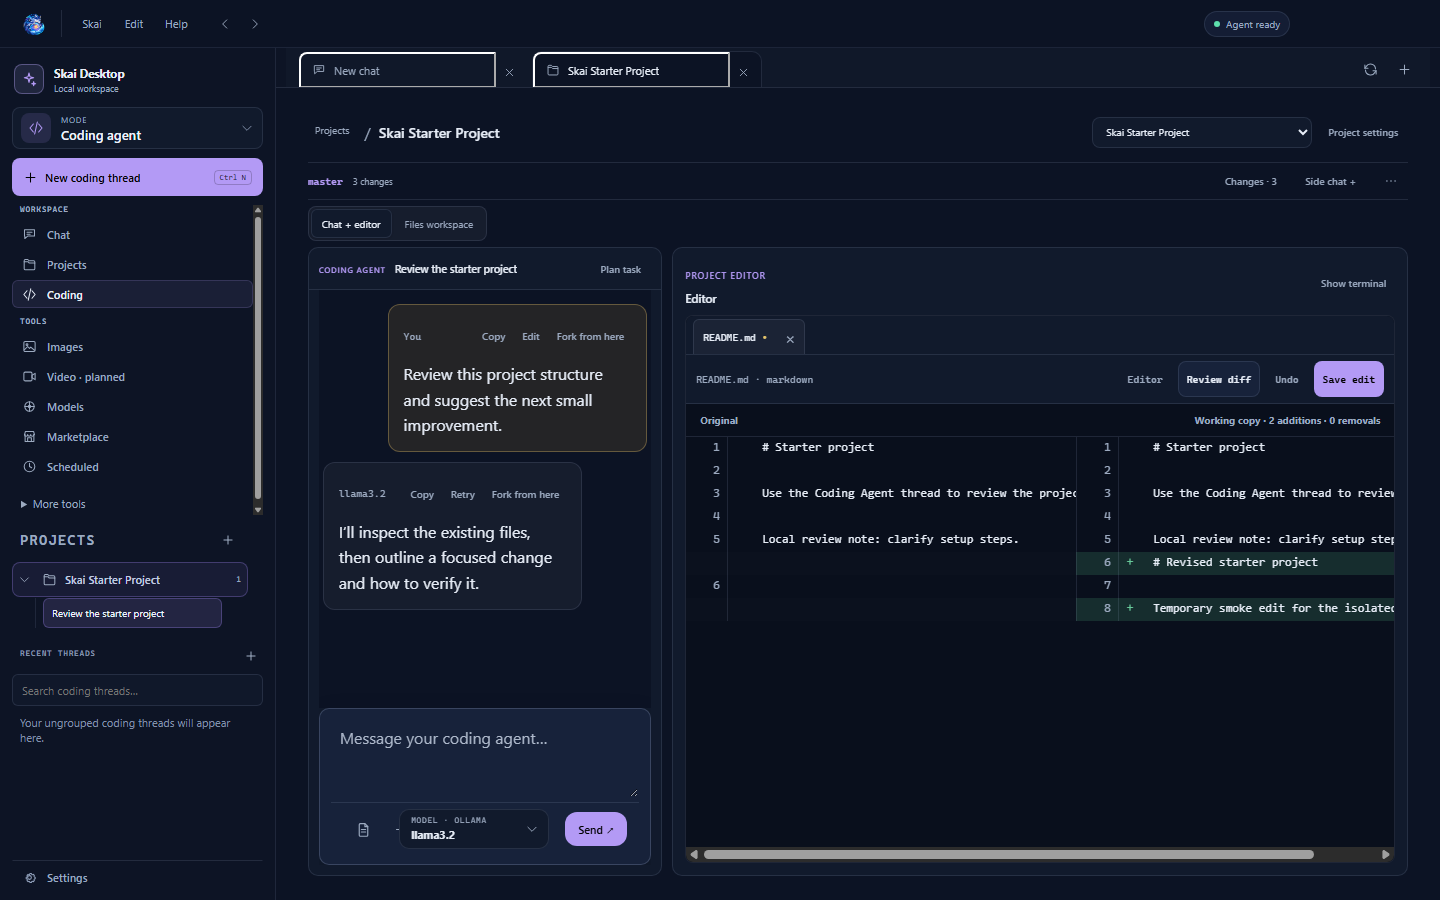 Skai Edit Help
Agent ready
Skai Desktop
Local workspace
MODE
Coding agent
New coding thread Ctrl N
WORKSPACE
Chat
Projects
Coding
TOOLS
Images
Video · planned
Models
Marketplace
Scheduled
More tools
PROJECTS
Skai Starter Project 1
Review the starter project
RECENT THREADS
Search coding threads...
Your ungrouped coding threads will appear
here.
Settings
New chat
Skai Starter Project
Projects / Skai Starter Project
Skai Starter Project
Project settings
master 3 changes
Changes · 3 Side chat +
Chat + editor Files workspace
CODING AGENT Review the starter project Plan task
You Copy Edit Fork from here
Review this project structure
and suggest the next small
improvement.
llama3.2 Copy Retry Fork from here
I'll inspect the existing files,
then outline a focused change
and how to verify it.
Message your coding agent...
MODEL · OLLAMA
llama3.2
Send ↗
PROJECT EDITOR
Editor
Show terminal
README.md •
README.md · markdown
Editor Review diff Undo Save edit
Original
Working copy · 2 additions · 0 removals
1 # Starter project
2
3 Use the Coding Agent thread to review the projec
4
5 Local review note: clarify setup steps.
6
1 # Starter project
2
3 Use the Coding Agent thread to review
4
5 Local review note: clarify setup step
6 + # Revised starter project
7
8 + Temporary smoke edit for the isolated